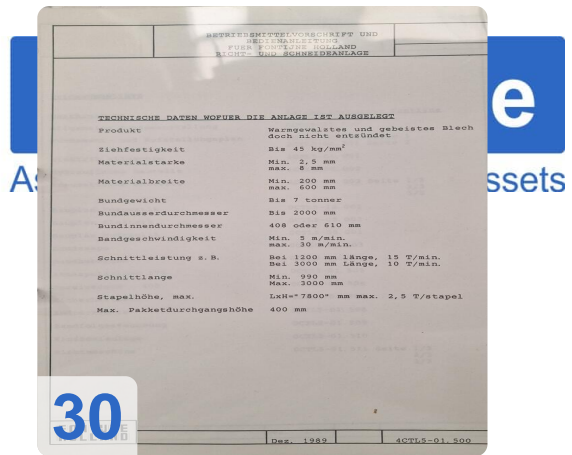 BETRIEBSMITTELVORSCHRIFT UND
BEDIENANLEITUNG
FUER FONTIJNE HOLLAND
RICHT- UND SCHNEIDEANLAGE
e
As
ssets
TECHNISCHE DATEN WOFUER DIE ANLAGE IST AUSGELEGT
Produkt Warmgewalztes und gebeistes Blech
doch nicht entzündet
Ziehfestigkeit Bis 45 kg/mm²
Materialstarke Min. 2,5 mm
max. 8 mm
Materialbreite Min. 200 mm
max. 600 mm
Bundgewicht Bis 7 tonner
Bundausserdurchmesser Bis 2000 mm
Bundinnendurchmesser 408 oder 610 mm
Bandgeschwindigkeit Min. 5 m/min.
max. 30 m/min.
Schnittleistung z.B. Bei 1200 mm länge, 15 T/min.
Bei 3000 mm Länge, 10 T/min.
Schnittlange Min. 990 mm
Max. 3000 mm
Stapelhöhe, max. LxH="7800" mm max. 2,5 T/stapel
Max. Pakketdurchgangshöhe 400 mm
30
HOLLAND
Dez. 1989 4CTL5-01.500